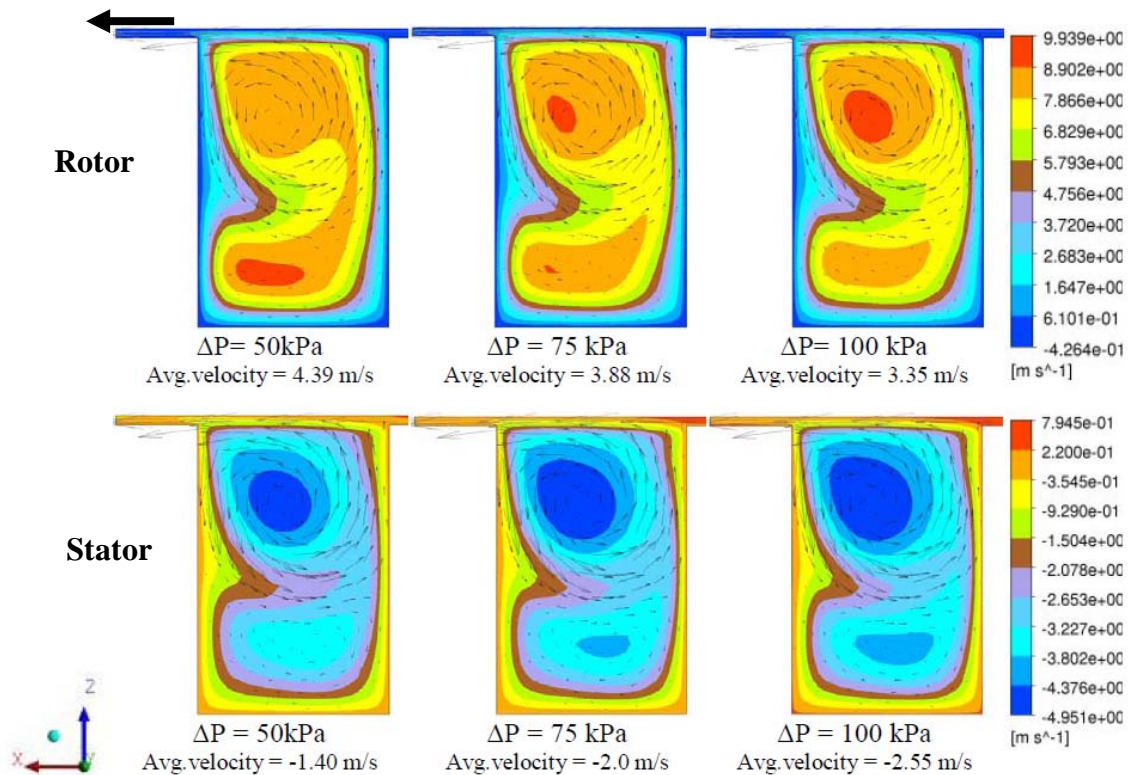 9.939e+00
8.902e+00
7.866e+00
6.829e+00
5.793e+00
4.756e+00
3.720e+00
2.683e+00
1.647e+00
6.101e-01
-4.264e-01
[m s^-1]
Rotor
ΔP= 50kPa
Avg.velocity = 4.39 m/s
ΔP = 75 kPa
Avg.velocity = 3.88 m/s
ΔP= 100 kPa
Avg.velocity = 3.35 m/s
7.945e-01
2.200e-01
-3.545e-01
-9.290e-01
-1.504e+00
-2.078e+00
-2.653e+00
-3.227e+00
-3.802e+00
-4.376e+00
-4.951e+00
[m s^-1]
Stator
Z
X
Y
ΔP = 50kPa
Avg.velocity = -1.40 m/s
ΔP = 75 kPa
Avg.velocity = -2.0 m/s
ΔP = 100 kPa
Avg.velocity = -2.55 m/s